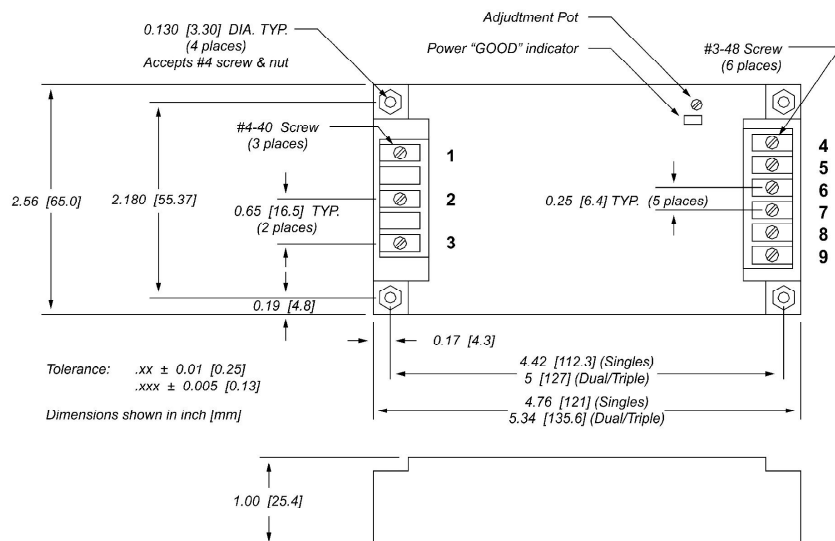 0.130 [3.30] DIA. TYP.
(4 places)
Accepts #4 screw & nut
Adjudtment Pot
Power “GOOD” indicator
#3-48 Screw
(6 places)
#4-40 Screw
(3 places)
1
2
3
4
5
6
7
8
9
2.56 [65.0]
2.180 [55.37]
0.65 [16.5] TYP.
(2 places)
0.25 [6.4] TYP. (5 places)
0.19 [4.8]
0.17 [4.3]
Tolerance: .xx ± 0.01 [0.25]
.xxx ± 0.005 [0.13]
Dimensions shown in inch [mm]
4.42 [112.3] (Singles)
5 [127] (Dual/Triple)
4.76 [121] (Singles)
5.34 [135.6] (Dual/Triple)
1.00 [25.4]